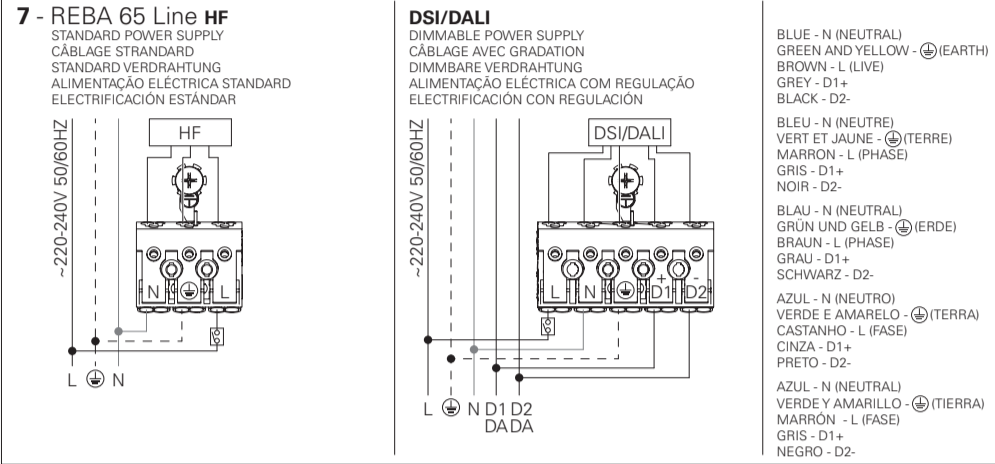 7 - REBA 65 Line HF
STANDARD POWER SUPPLY
CÂBLAGE STRANDARD
STANDARD VERDRAHTUNG
ALIMENTAÇÃO ELÉCTRICA STANDARD
ELECTRIFICACIÓN ESTÁNDAR
~220-240V 50/60HZ
HF
N L
L N
DSI/DALI
DIMMABLE POWER SUPPLY
CÂBLAGE AVEC GRADATION
DIMMBARE VERDRAHTUNG
ALIMENTAÇÃO ELÉCTRICA COM REGULAÇÃO
ELECTRIFICACIÓN CON REGULACIÓN
~220-240V 50/60HZ
DSI/DALI
+ -
L N D1 D2
L N D1 D2
DA DA
BLUE - N (NEUTRAL)
GREEN AND YELLOW - (EARTH)
BROWN - L (LIVE)
GREY - D1+
BLACK - D2-
BLEU - N (NEUTRE)
VERT ET JAUNE - (TERRE)
MARRON - L (PHASE)
GRIS - D1+
NOIR - D2-
BLAU - N (NEUTRAL)
GRÜN UND GELB - (ERDE)
BRAUN - L (PHASE)
GRAU - D1+
SCHWARZ - D2-
AZUL - N (NEUTRO)
VERDE E AMARELO - (TERRA)
CASTANHO - L (FASE)
CINZA - D1+
PRETO - D2-
AZUL - N (NEUTRAL)
VERDE Y AMARILLO - (TIERRA)
MARRÓN - L (FASE)
GRIS - D1+
NEGRO - D2-